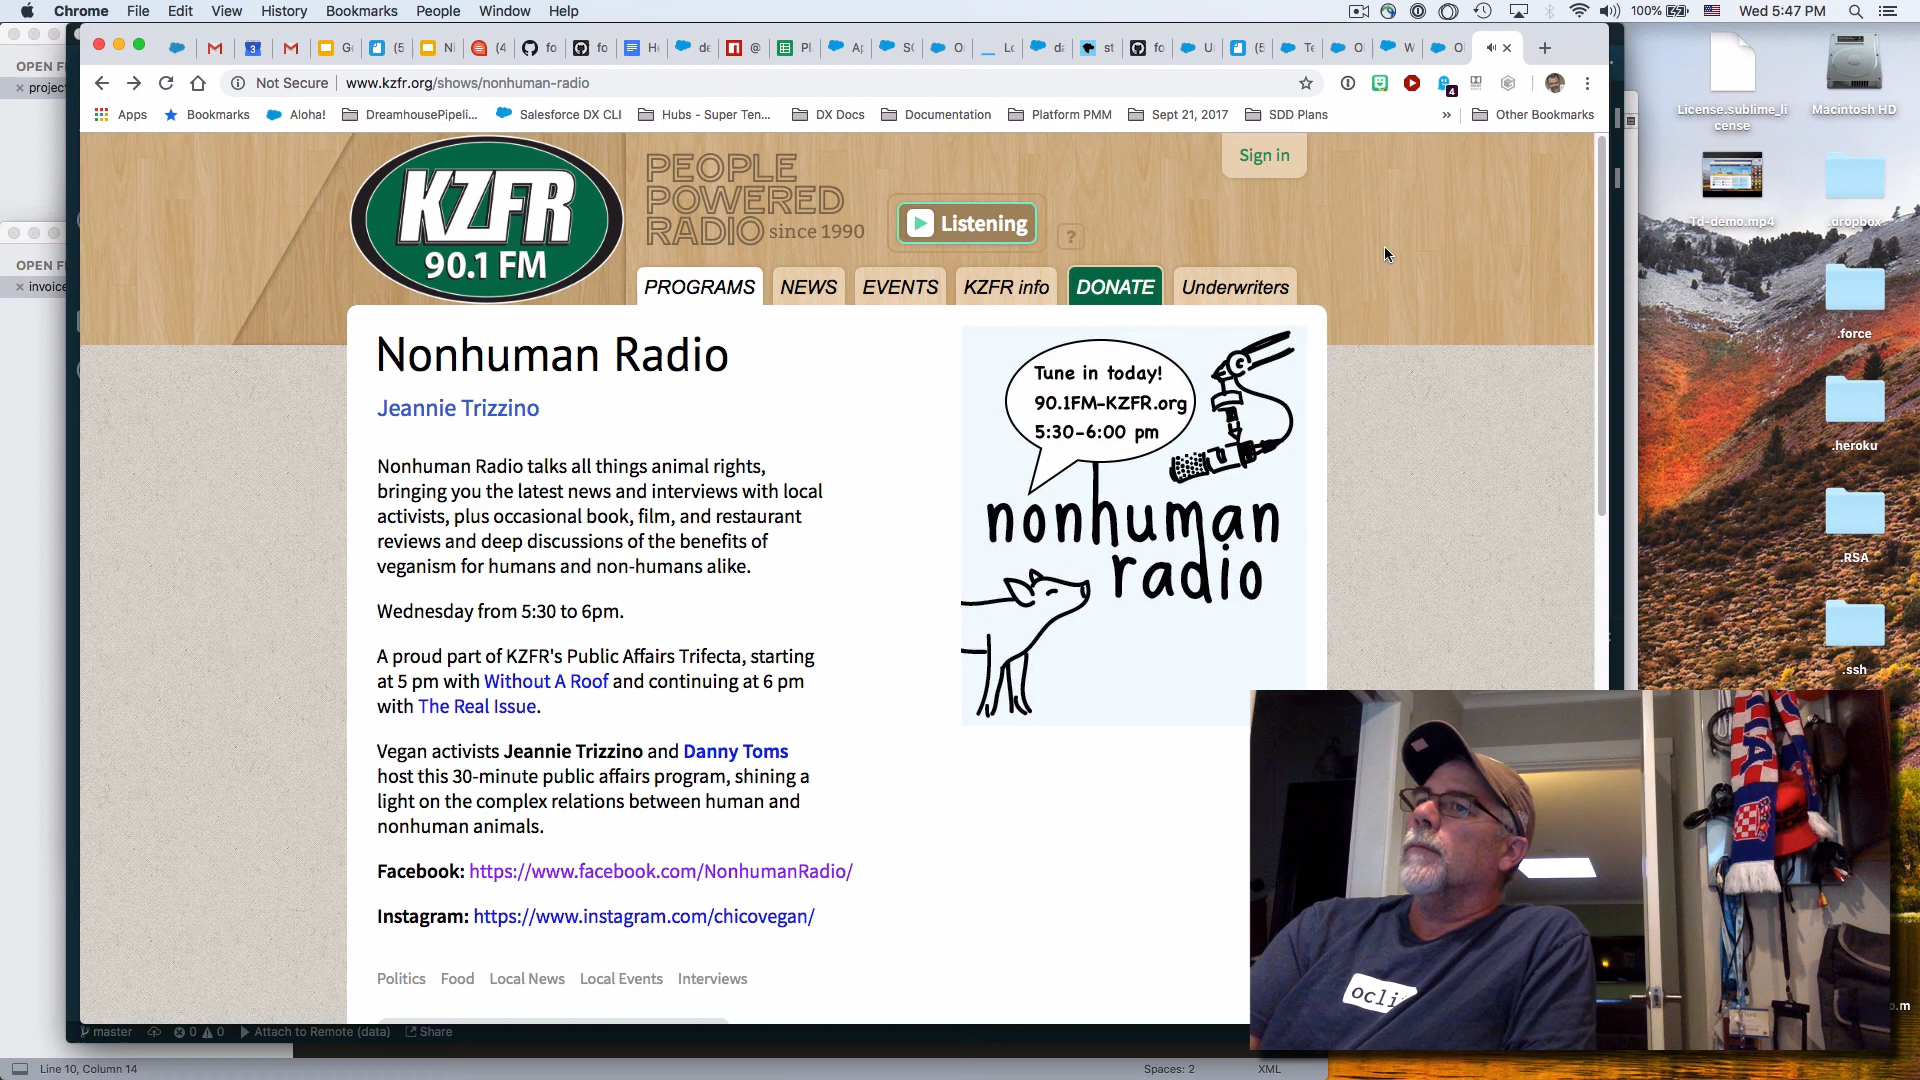 Chrome File Edit View History Bookmarks People Window Help
100% Wed 5:47 PM
Not Secure www.kzfr.org/shows/nonhuman-radio
Apps Bookmarks Aloha! DreamhousePipeli... Salesforce DX CLI Hubs - Super Ten... DX Docs Documentation Platform PMM Sept 21, 2017 SDD Plans » Other Bookmarks
OPEN FI
projec
OPEN FI
invoice
KZFR
90.1 FM
PEOPLE
POWERED
RADIO since 1990
Listening
?
Sign in
PROGRAMS NEWS EVENTS KZFR info DONATE Underwriters
Nonhuman Radio
Jeannie Trizzino
Nonhuman Radio talks all things animal rights,
bringing you the latest news and interviews with local
activists, plus occasional book, film, and restaurant
reviews and deep discussions of the benefits of
veganism for humans and non-humans alike.
Wednesday from 5:30 to 6pm.
A proud part of KZFR's Public Affairs Trifecta, starting
at 5 pm with Without A Roof and continuing at 6 pm
with The Real Issue.
Vegan activists Jeannie Trizzino and Danny Toms
host this 30-minute public affairs program, shining a
light on the complex relations between human and
nonhuman animals.
Facebook: https://www.facebook.com/NonhumanRadio/
Instagram: https://www.instagram.com/chicovegan/
Politics Food Local News Local Events Interviews
Tune in today!
90.1FM-KZFR.org
5:30-6:00 pm
nonhuman
radio
License.sublime_li
cense
Macintosh HD
Td-demo.mp4
dropbox
.force
.heroku
.RSA
.ssh
ocli
master 0 0 Attach to Remote (data) Share
Line 10, Column 14 Spaces: 2 XML